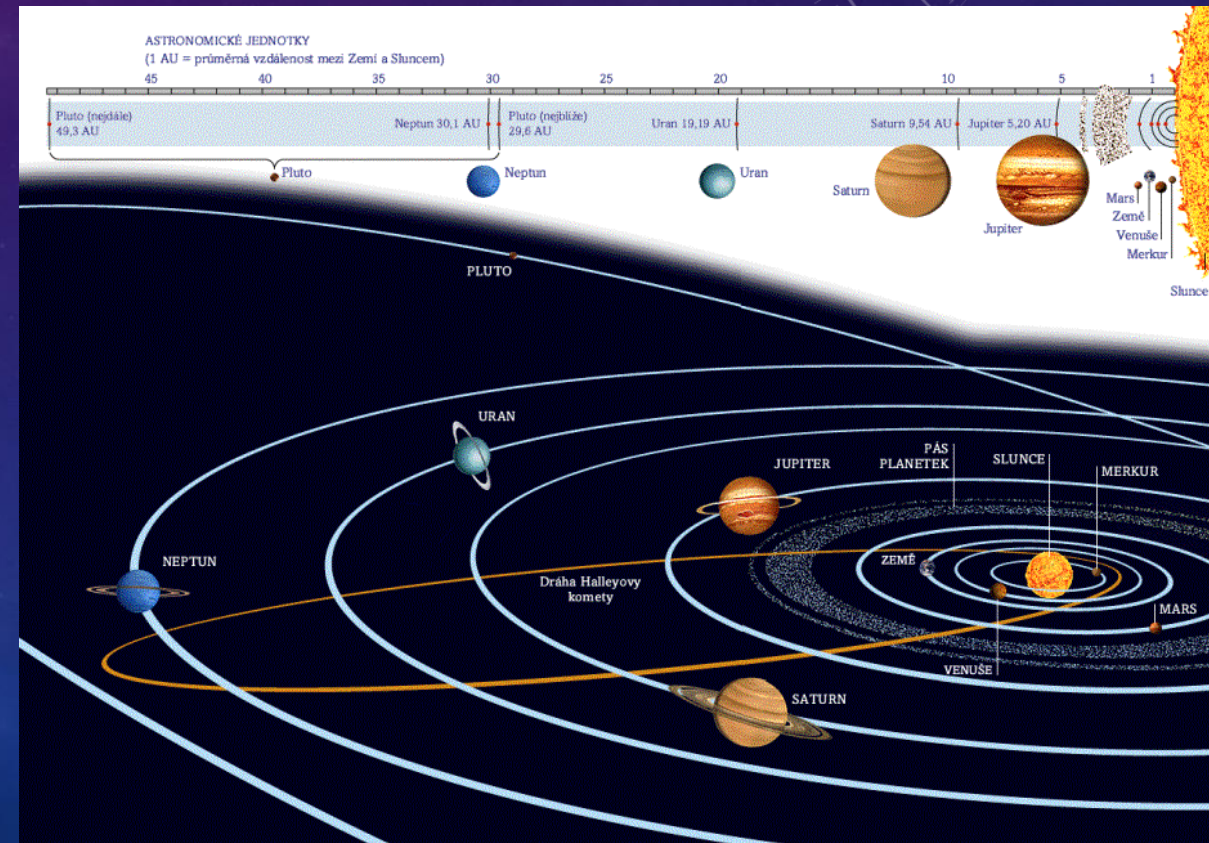 ASTRONOMICKÉ JEDNOTKY
(1 AU = průměrná vzdálenost mezi Zemí a Sluncem)
45 40 35 30 25 20 10 5 1
Pluto (nejdále)
49,3 AU
Neptun 30,1 AU
Pluto (nejblíže)
29,6 AU
Uran 19,19 AU
Saturn 9,54 AU
Jupiter 5,20 AU
Pluto
Neptun
Uran
Saturn
Jupiter
Mars
Země
Venuše
Merkur
Slunce
PLUTO
URAN
JUPITER
PÁS
PLANETEK
SLUNCE
MERKUR
NEPTUN
ZEMĚ
Dráha Halleyovy
komety
MARS
VENUŠE
SATURN